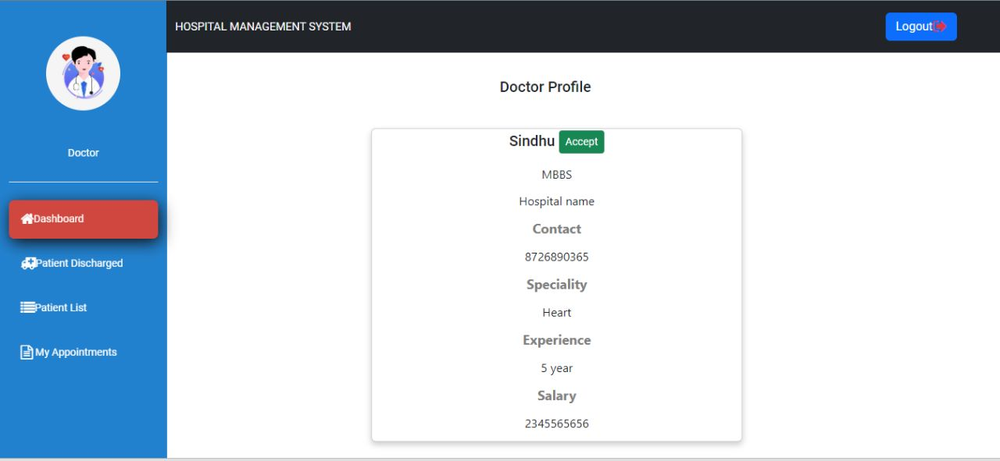 HOSPITAL MANAGEMENT SYSTEM
Logout
Doctor
Dashboard
Patient Discharged
Patient List
My Appointments
Doctor Profile
Sindhu Accept
MBBS
Hospital name
Contact
8726890365
Speciality
Heart
Experience
5 year
Salary
2345565656